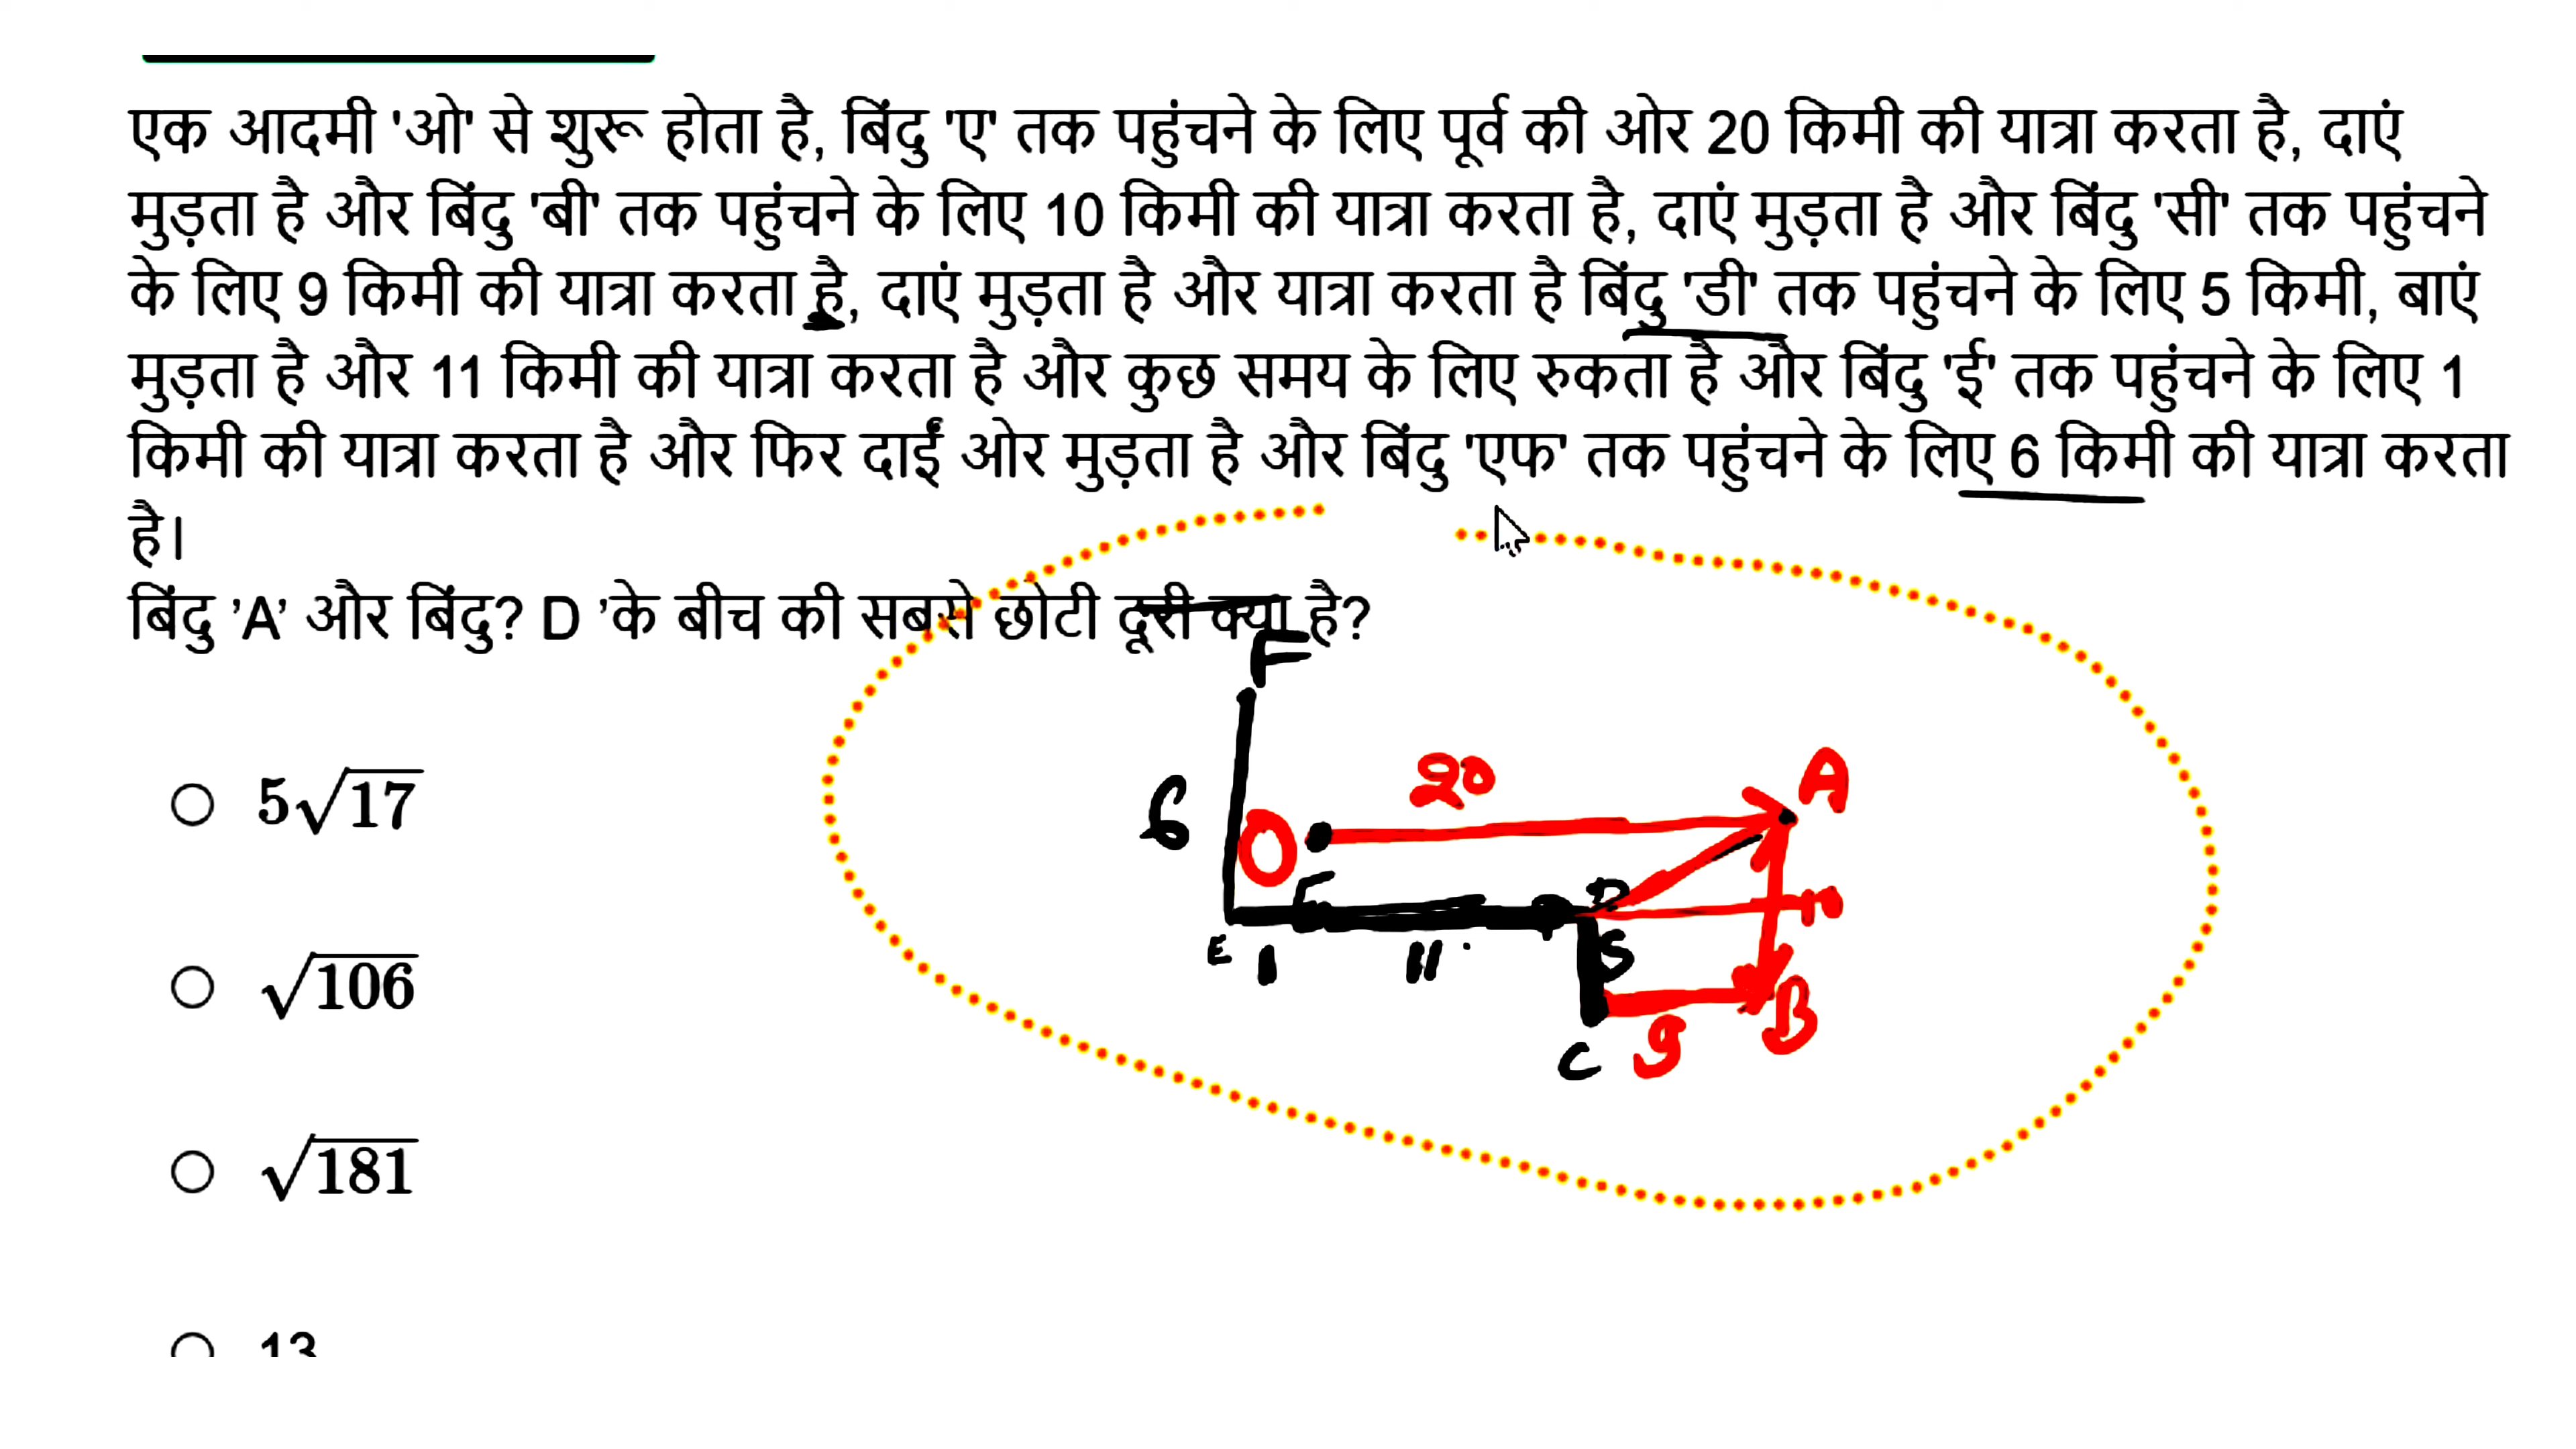 एक आदमी 'ओ' से शुरू होता है, बिंदु 'ए' तक पहुंचने के लिए पूर्व की ओर 20 किमी की यात्रा करता है, दाएं
मुड़ता है और बिंदु 'बी' तक पहुंचने के लिए 10 किमी की यात्रा करता है, दाएं मुड़ता है और बिंदु 'सी' तक पहुंचने
के लिए 9 किमी की यात्रा करता है, दाएं मुड़ता है और यात्रा करता है बिंदु 'डी' तक पहुंचने के लिए 5 किमी, बाएं
मुड़ता है और 11 किमी की यात्रा करता है और कुछ समय के लिए रुकता है और बिंदु 'ई' तक पहुंचने के लिए 1
किमी की यात्रा करता है और फिर दाईं ओर मुड़ता है और बिंदु 'एफ' तक पहुंचने के लिए 6 किमी की यात्रा करता
है।
बिंदु 'A' और बिंदु? D 'के बीच की सबसे छोटी दूरी क्या है?
F
5√17
20 A
6
O
E D 10
√106
E 1 11 5
B
C 9
√181
13